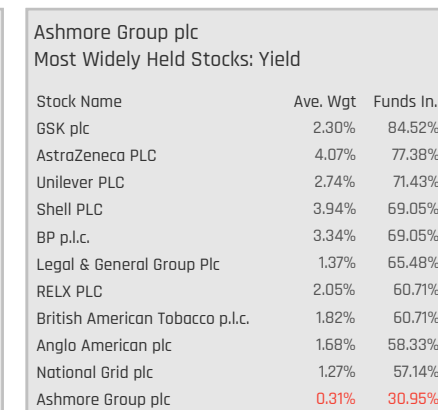 Ashmore Group plc
Most Widely Held Stocks: Yield
Stock Name Ave. Wgt Funds In.
GSK plc 2.30% 84.52%
AstraZeneca PLC 4.07% 77.38%
Unilever PLC 2.74% 71.43%
Shell PLC 3.94% 69.05%
BP p.l.c. 3.34% 69.05%
Legal & General Group Plc 1.37% 65.48%
RELX PLC 2.05% 60.71%
British American Tobacco p.l.c. 1.82% 60.71%
Anglo American plc 1.68% 58.33%
National Grid plc 1.27% 57.14%
Ashmore Group plc 0.31% 30.95%